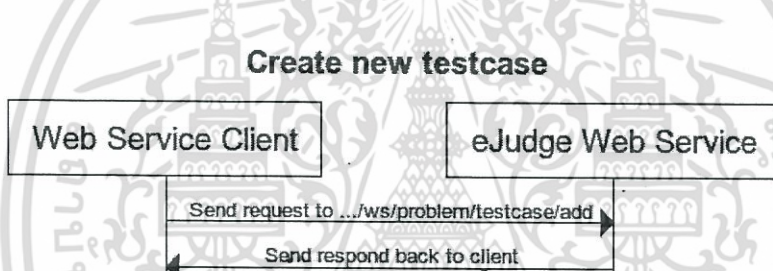 Create new testcase
Web Service Client
eJudge Web Service
Send request to .../ws/problem/testcase/add
Send respond back to client